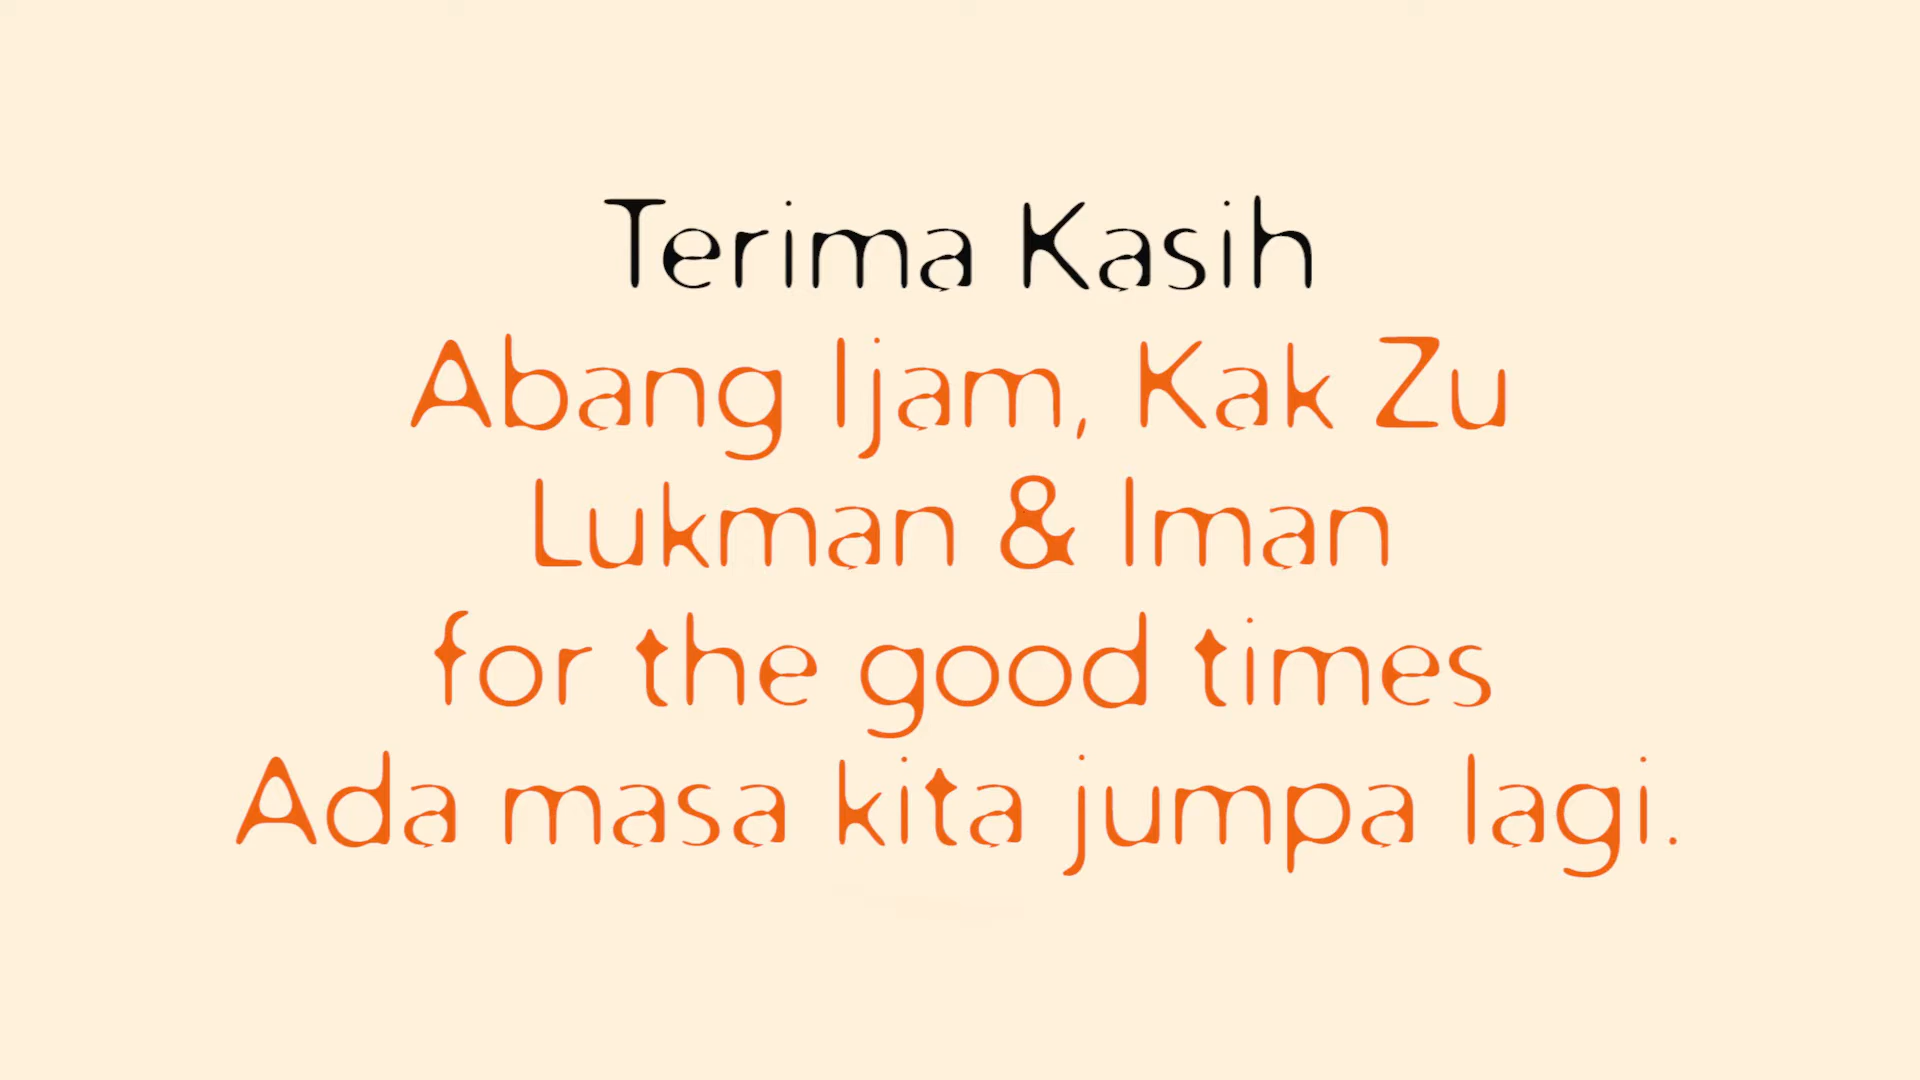 Terima Kasih
Abang Ijam, Kak Zu
Lukman & Iman
for the good times
Ada masa kita jumpa lagi.